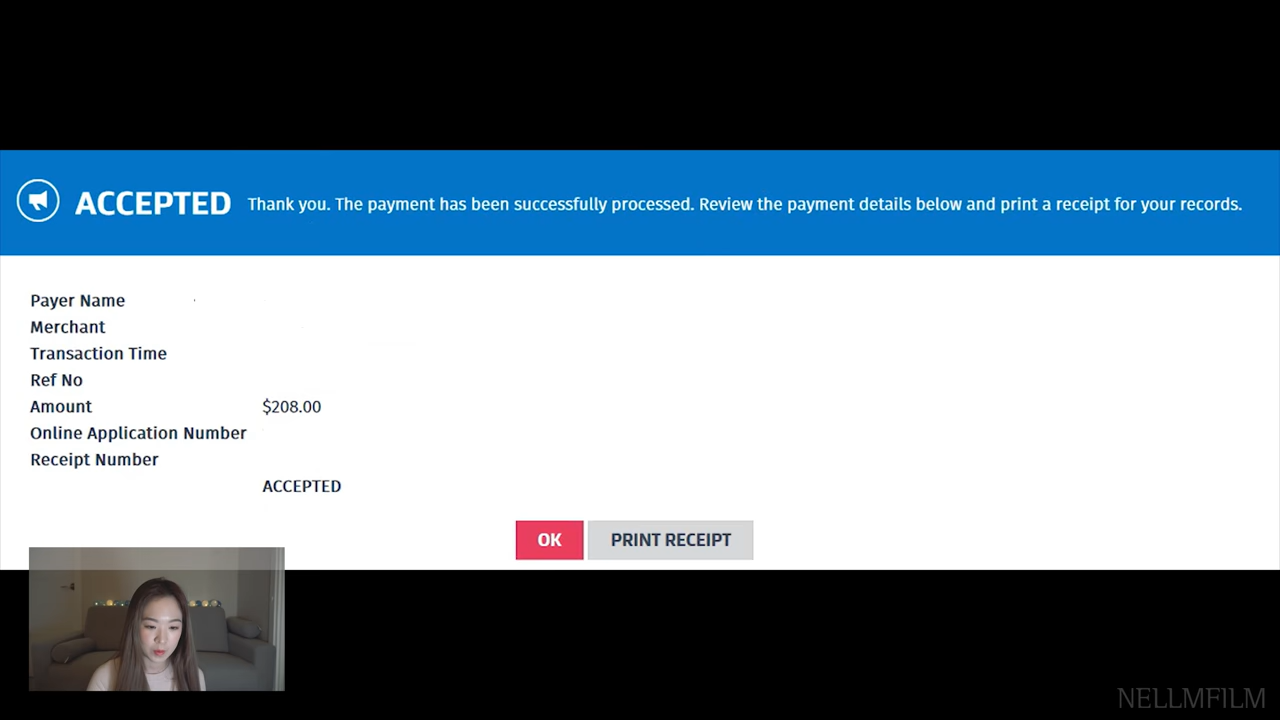 ACCEPTED Thank you. The payment has been successfully processed. Review the payment details below and print a receipt for your records.
Payer Name
Merchant
Transaction Time
Ref No
Amount $208.00
Online Application Number
Receipt Number
ACCEPTED
OK PRINT RECEIPT
NELLMFILM